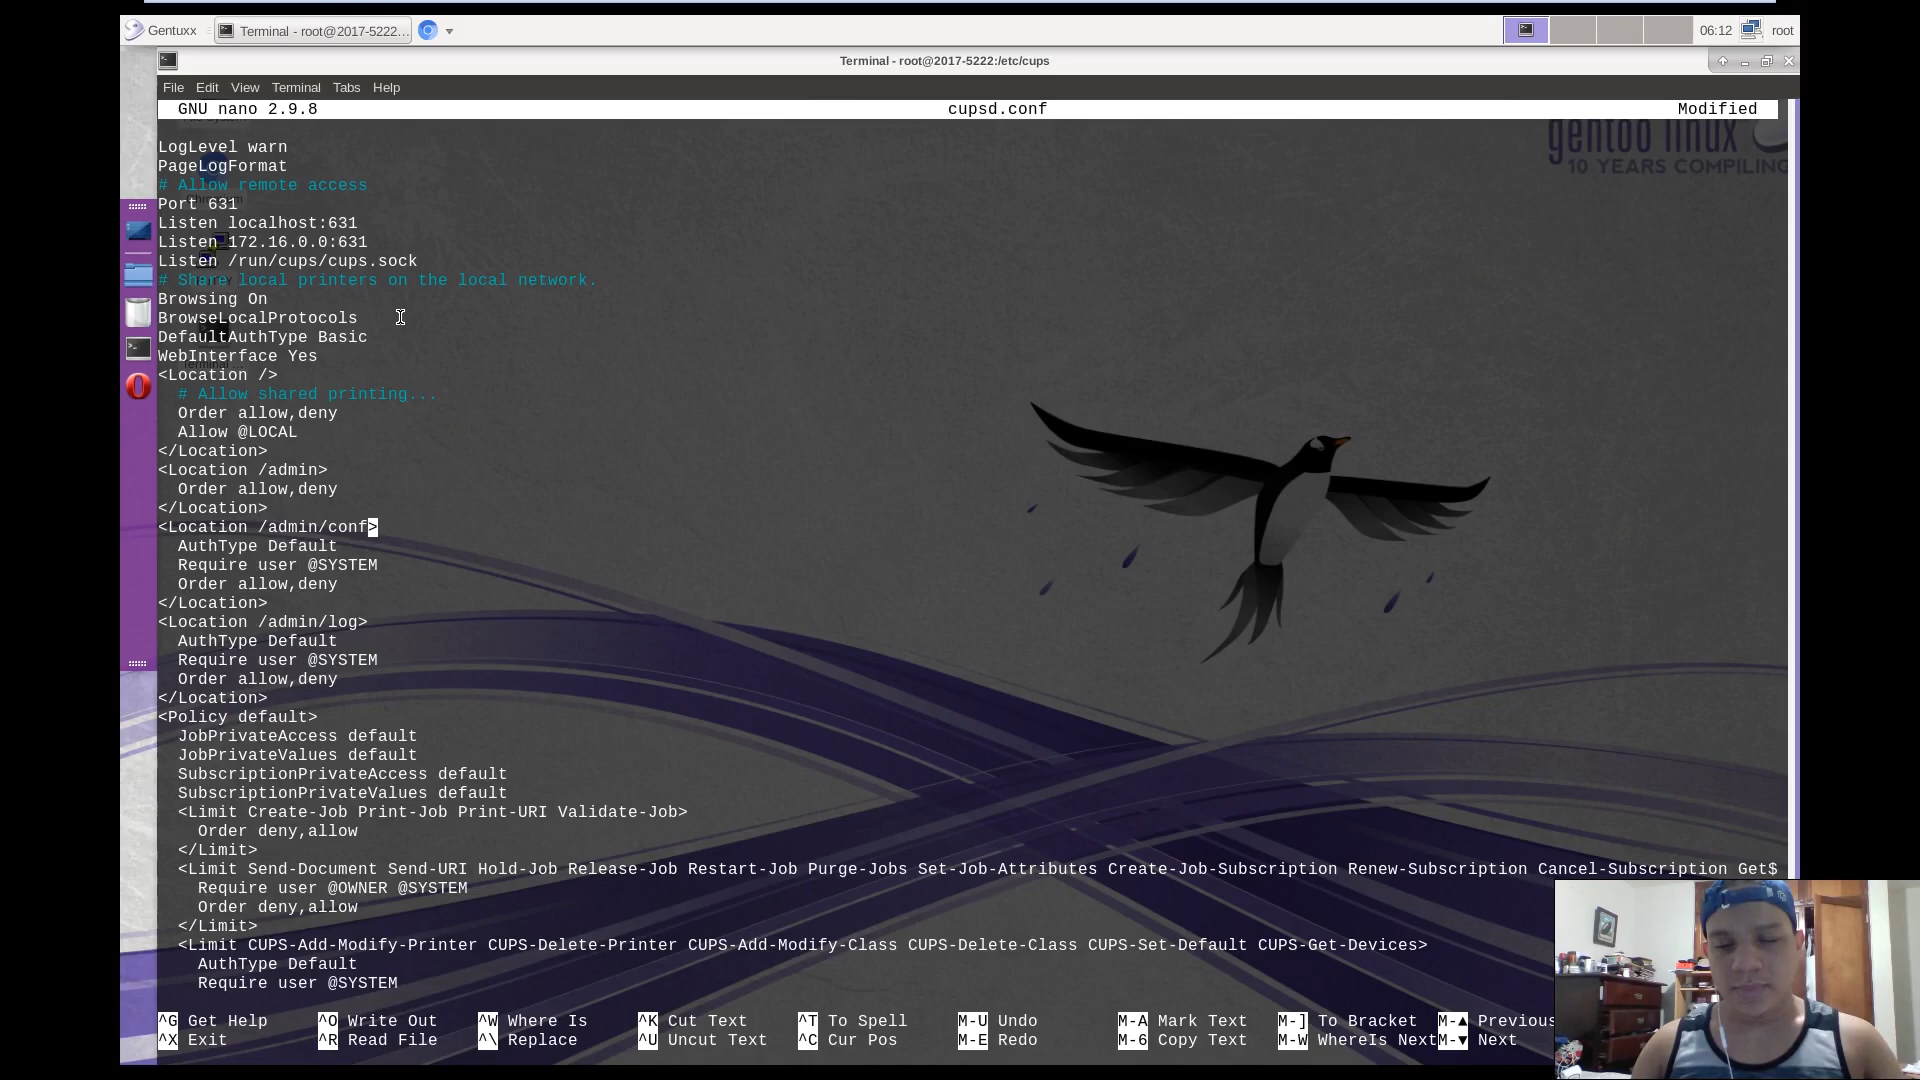 Gentuxx
Terminal - root@2017-5222...
06:12
root
Terminal - root@2017-5222:/etc/cups
File Edit View Terminal Tabs Help
GNU nano 2.9.8 cupsd.conf Modified
gentoo linux
10 YEARS COMPILING
LogLevel warn
PageLogFormat
# Allow remote access
Port 631
Listen localhost:631
Listen 172.16.0.0:631
Listen /run/cups/cups.sock
# Share local printers on the local network.
Browsing On
BrowseLocalProtocols
DefaultAuthType Basic
WebInterface Yes
<Location />
  # Allow shared printing...
  Order allow,deny
  Allow @LOCAL
</Location>
<Location /admin>
  Order allow,deny
</Location>
<Location /admin/conf>
  AuthType Default
  Require user @SYSTEM
  Order allow,deny
</Location>
<Location /admin/log>
  AuthType Default
  Require user @SYSTEM
  Order allow,deny
</Location>
<Policy default>
  JobPrivateAccess default
  JobPrivateValues default
  SubscriptionPrivateAccess default
  SubscriptionPrivateValues default
  <Limit Create-Job Print-Job Print-URI Validate-Job>
    Order deny,allow
  </Limit>
  <Limit Send-Document Send-URI Hold-Job Release-Job Restart-Job Purge-Jobs Set-Job-Attributes Create-Job-Subscription Renew-Subscription Cancel-Subscription Get$
    Require user @OWNER @SYSTEM
    Order deny,allow
  </Limit>
  <Limit CUPS-Add-Modify-Printer CUPS-Delete-Printer CUPS-Add-Modify-Class CUPS-Delete-Class CUPS-Set-Default CUPS-Get-Devices>
    AuthType Default
    Require user @SYSTEM
^G Get Help ^O Write Out ^W Where Is ^K Cut Text ^T To Spell M-U Undo M-A Mark Text M-] To Bracket M-▲ Previous
^X Exit ^R Read File ^\ Replace ^U Uncut Text ^C Cur Pos M-E Redo M-6 Copy Text M-W WhereIs Next M-▼ Next